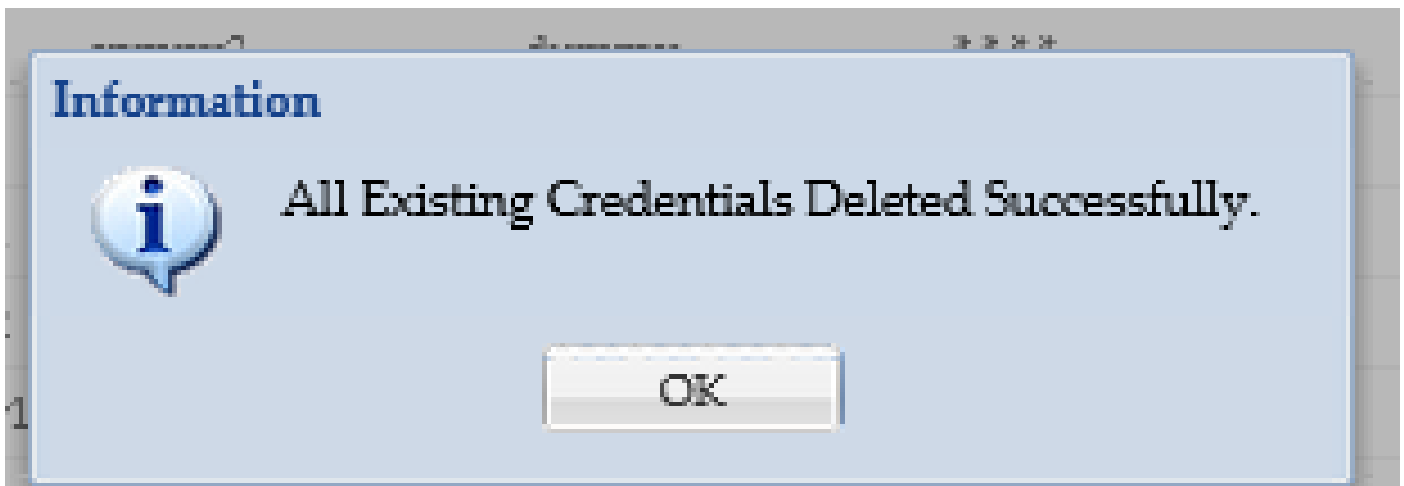 ****
Information
All Existing Credentials Deleted Successfully.
OK